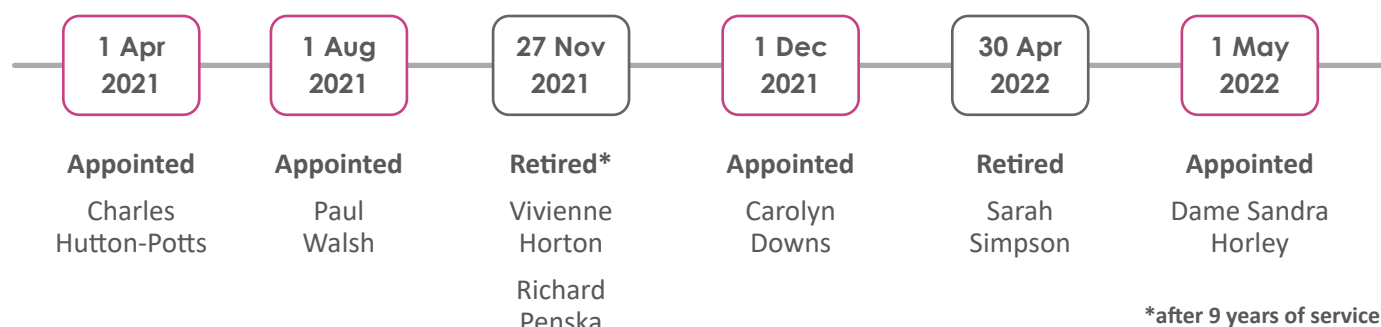 1 Apr
2021
1 Aug
2021
27 Nov
2021
1 Dec
2021
30 Apr
2022
1 May
2022
Appointed
Charles
Hutton-Potts
Appointed
Paul
Walsh
Retired*
Vivienne
Horton
Richard
Penska
Appointed
Carolyn
Downs
Retired
Sarah
Simpson
Appointed
Dame Sandra
Horley
*after 9 years of service